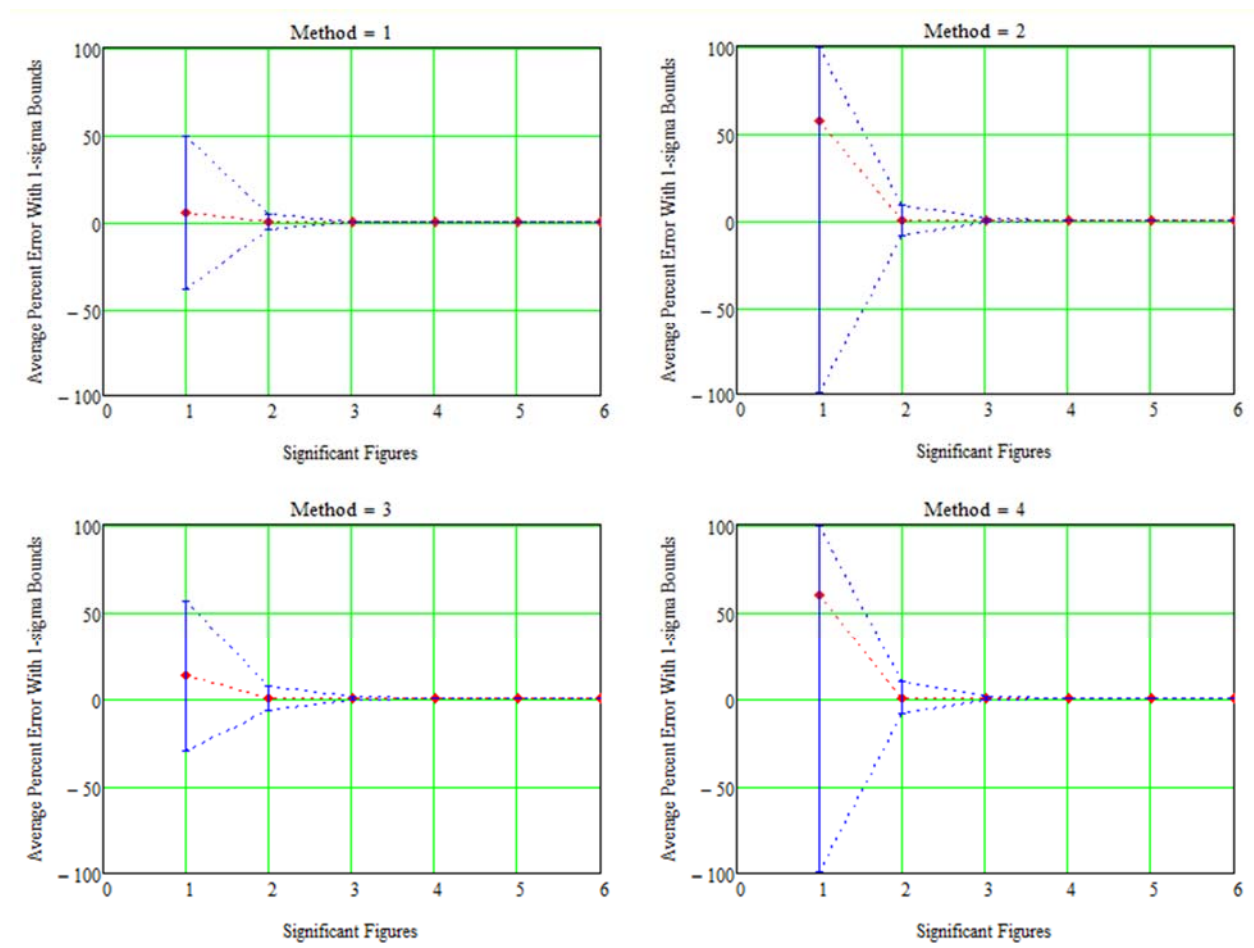 Method = 1
Average Percent Error With 1-sigma Bounds
100
50
0
– 50
– 100
0 1 2 3 4 5 6
Significant Figures
Method = 2
Average Percent Error With 1-sigma Bounds
100
50
0
– 50
– 100
0 1 2 3 4 5 6
Significant Figures
Method = 3
Average Percent Error With 1-sigma Bounds
100
50
0
– 50
– 100
0 1 2 3 4 5 6
Significant Figures
Method = 4
Average Percent Error With 1-sigma Bounds
100
50
0
– 50
– 100
0 1 2 3 4 5 6
Significant Figures